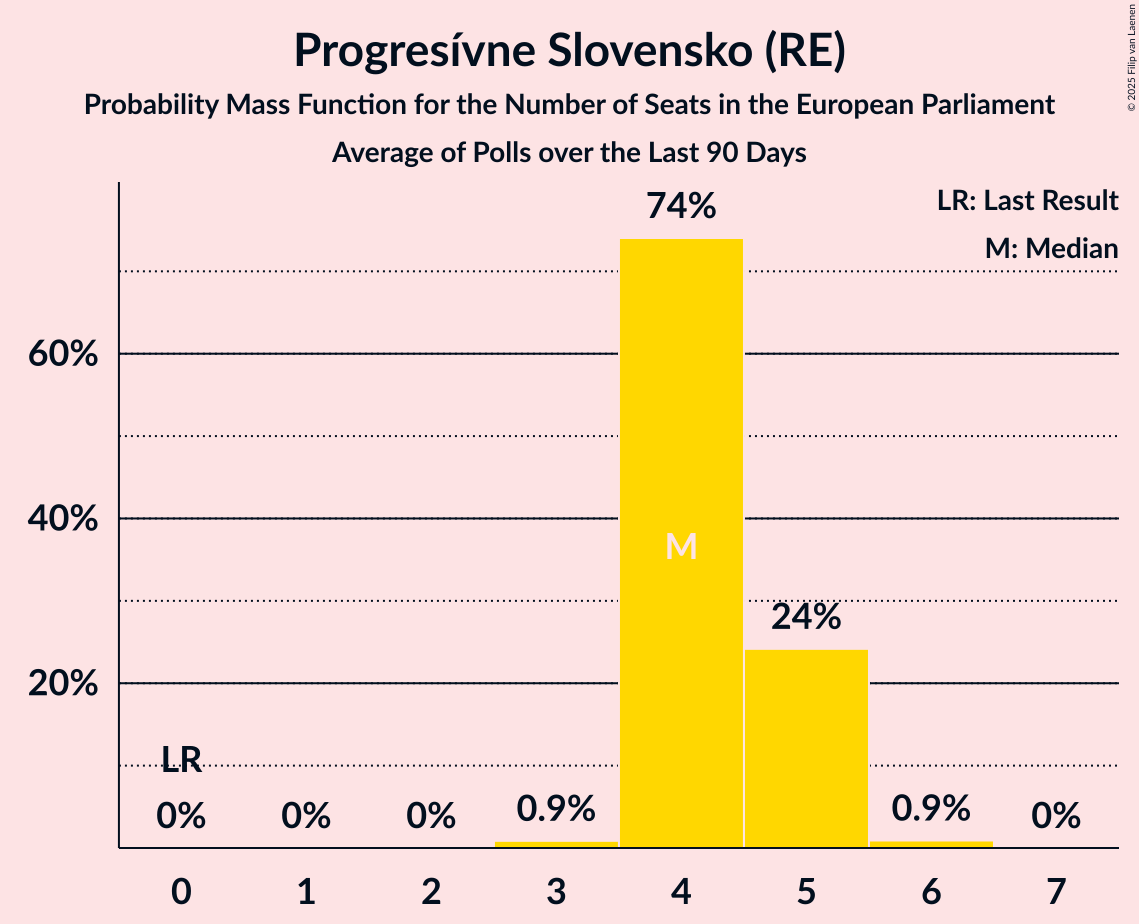 Progresívne Slovensko (RE)
Probability Mass Function for the Number of Seats in the European Parliament
Average of Polls over the Last 90 Days
© 2025 Filip van Laenen
LR: Last Result
M: Median
74%
60%
40%
M
24%
20%
LR
0%
0%
0%
0.9%
0.9%
0%
0 1 2 3 4 5 6 7